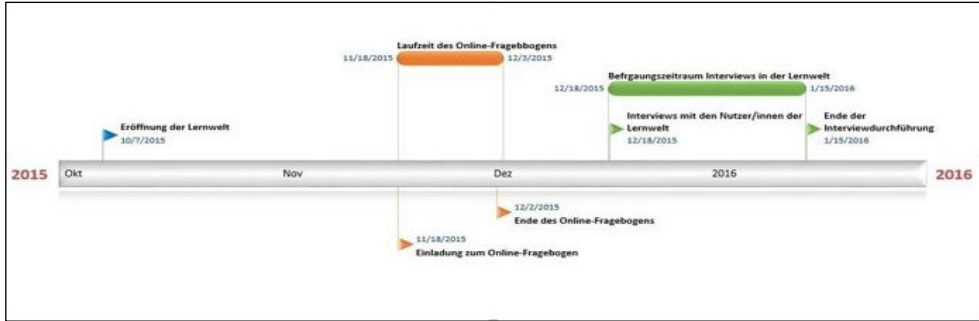 Laufzeit des Online-Fragebbogens
11/18/2015
12/3/2015
Befrgaungszeitraum Interviews in der Lernwelt
12/18/2015
1/15/2016
Eröffnung der Lernwelt
10/7/2015
Interviews mit den Nutzer/innen der
Lernwelt
12/18/2015
Ende der
Interviewdurchführung
1/15/2016
2015
Okt
Nov
Dez
2016
2016
12/2/2015
Ende des Online-Fragebogens
11/18/2015
Einladung zum Online-Fragebogen